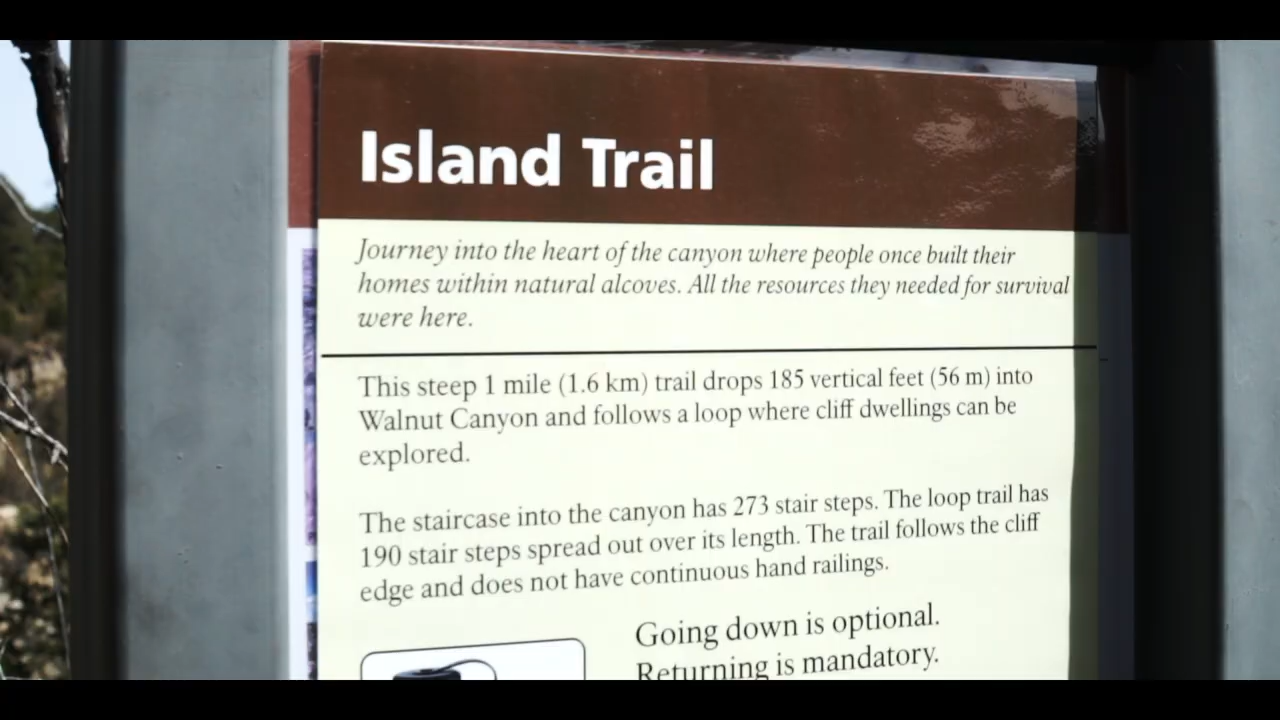 Island Trail
Journey into the heart of the canyon where people once built their
homes within natural alcoves. All the resources they needed for survival
were here.
This steep 1 mile (1.6 km) trail drops 185 vertical feet (56 m) into
Walnut Canyon and follows a loop where cliff dwellings can be
explored.
The staircase into the canyon has 273 stair steps. The loop trail has
190 stair steps spread out over its length. The trail follows the cliff
edge and does not have continuous hand railings.
Going down is optional.
Returning is mandatory.